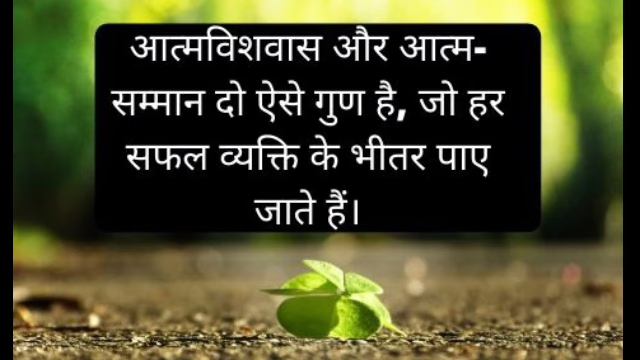 आत्मविशवास और आत्म-
सम्मान दो ऐसे गुण है, जो हर
सफल व्यक्ति के भीतर पाए
जाते हैं।